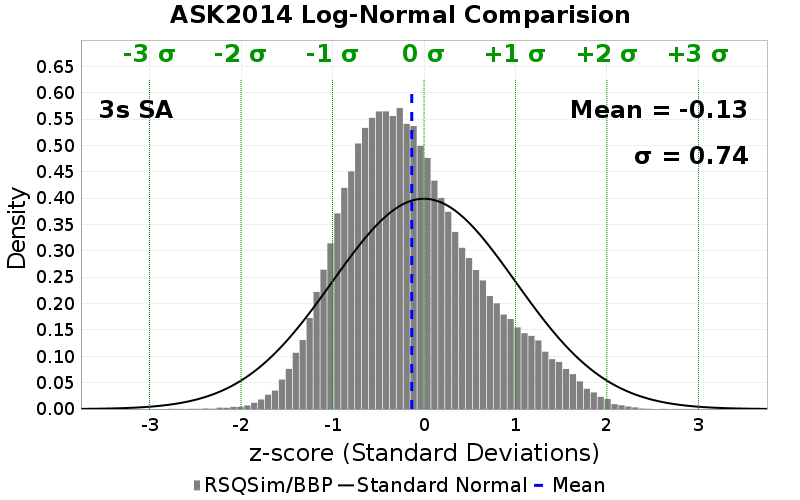 ASK2014 Log-Normal Comparision
-3 σ -2 σ -1 σ 0 σ +1 σ +2 σ +3 σ
3s SA
Mean = -0.13
σ = 0.74
Density
0.65
0.60
0.55
0.50
0.45
0.40
0.35
0.30
0.25
0.20
0.15
0.10
0.05
0.00
-3 -2 -1 0 1 2 3
z-score (Standard Deviations)
RSQSim/BBP Standard Normal Mean